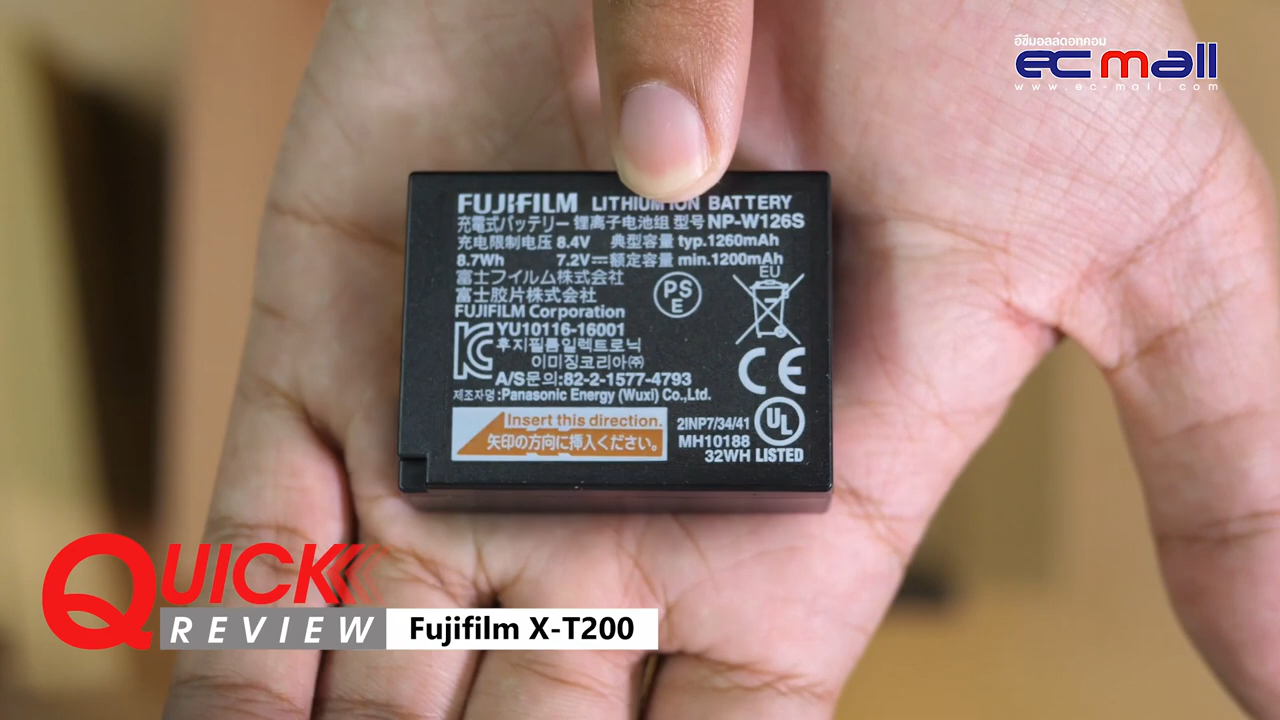 อีซีมอลล์ดอทคอม
ec mall
www.ec-mall.com
FUJIFILM LITHIUM ION BATTERY
充電式バッテリー 锂离子电池组 型号 NP-W126S
充电限制电压 8.4V 典型容量 typ.1260mAh
8.7Wh 7.2V⎓额定容量 min.1200mAh
富士フイルム株式会社
富士胶片株式会社
FUJIFILM Corporation
PSE
EU
YU10116-16001
후지필름일렉트로닉
이미징코리아㈜
A/S문의:82-2-1577-4793
제조자명:Panasonic Energy (Wuxi) Co.,Ltd.
CE
Insert this direction.
矢印の方向に挿入ください。
2INP7/34/41
MH10188
32WH
UL
LISTED
QUICK
REVIEW
Fujifilm X-T200